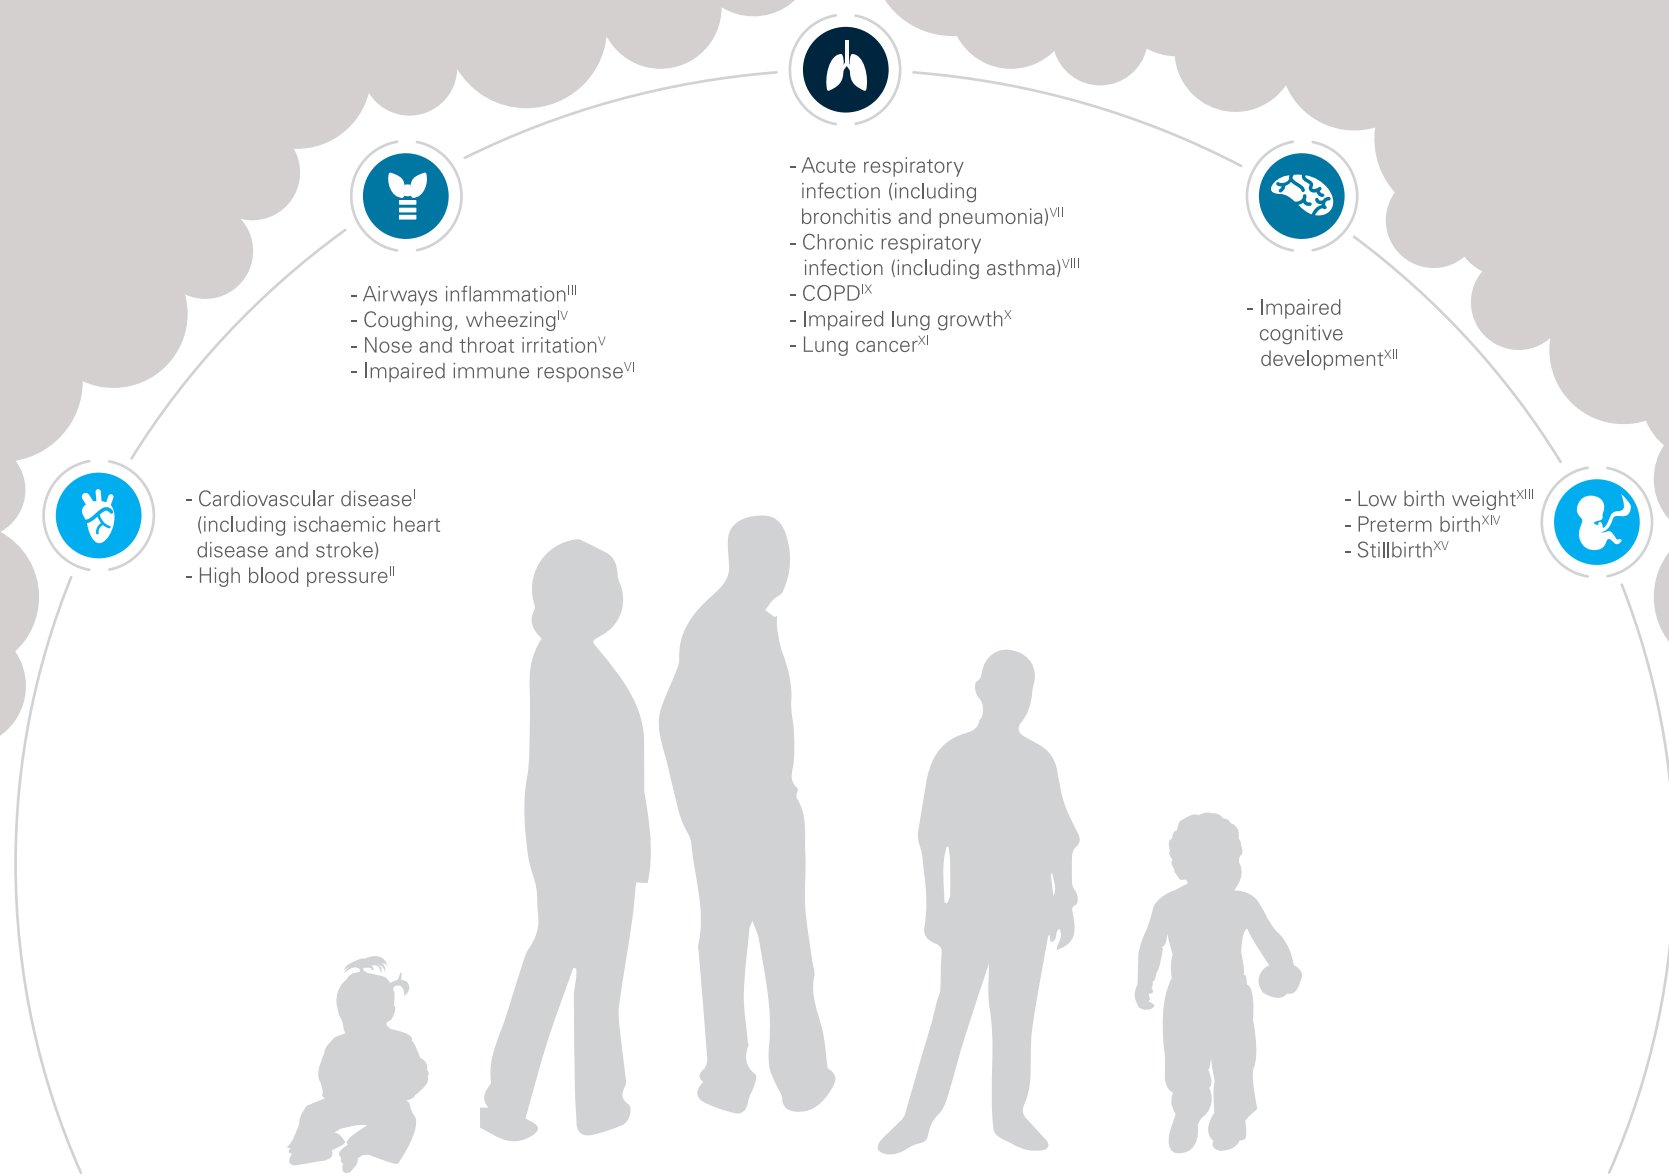 - Acute respiratory
infection (including
bronchitis and pneumonia)VII
- Chronic respiratory
infection (including asthma)VIII
- COPDIX
- Impaired lung growthX
- Lung cancerXI
- Airways inflammationIII
- Coughing, wheezingIV
- Nose and throat irritationV
- Impaired immune responseVI
- Impaired
cognitive
developmentXII
- Cardiovascular diseaseI
(including ischaemic heart
disease and stroke)
- High blood pressureII
- Low birth weightXIII
- Preterm birthXIV
- StillbirthXV